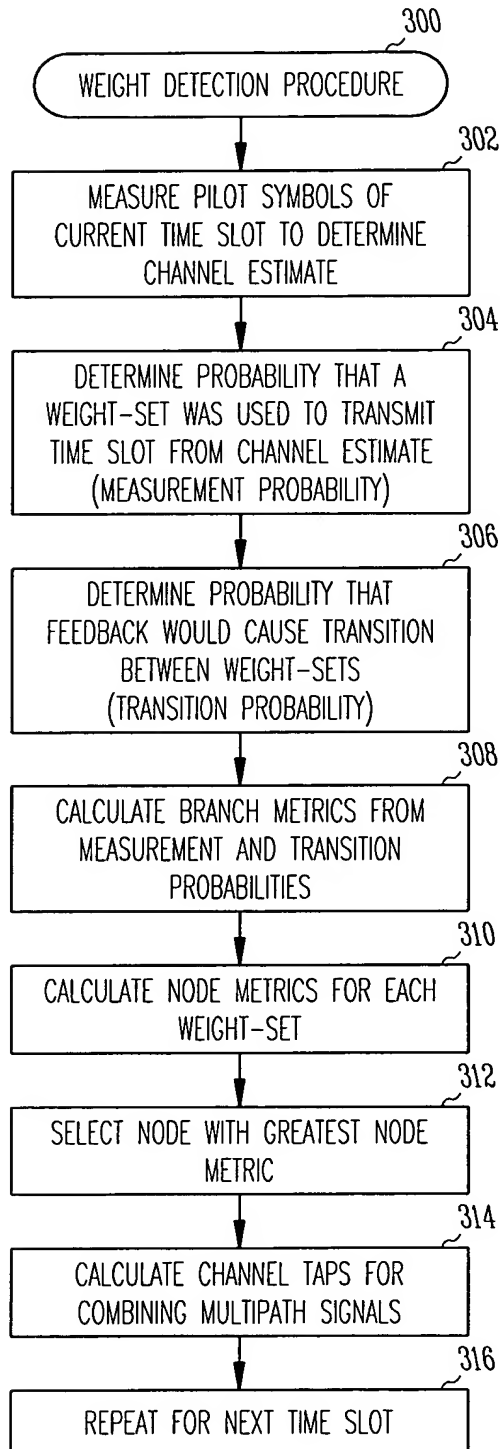 300
WEIGHT DETECTION PROCEDURE
302
MEASURE PILOT SYMBOLS OF
CURRENT TIME SLOT TO DETERMINE
CHANNEL ESTIMATE
304
DETERMINE PROBABILITY THAT A
WEIGHT-SET WAS USED TO TRANSMIT
TIME SLOT FROM CHANNEL ESTIMATE
(MEASUREMENT PROBABILITY)
306
DETERMINE PROBABILITY THAT
FEEDBACK WOULD CAUSE TRANSITION
BETWEEN WEIGHT-SETS
(TRANSITION PROBABILITY)
308
CALCULATE BRANCH METRICS FROM
MEASUREMENT AND TRANSITION
PROBABILITIES
310
CALCULATE NODE METRICS FOR EACH
WEIGHT-SET
312
SELECT NODE WITH GREATEST NODE
METRIC
314
CALCULATE CHANNEL TAPS FOR
COMBINING MULTIPATH SIGNALS
316
REPEAT FOR NEXT TIME SLOT